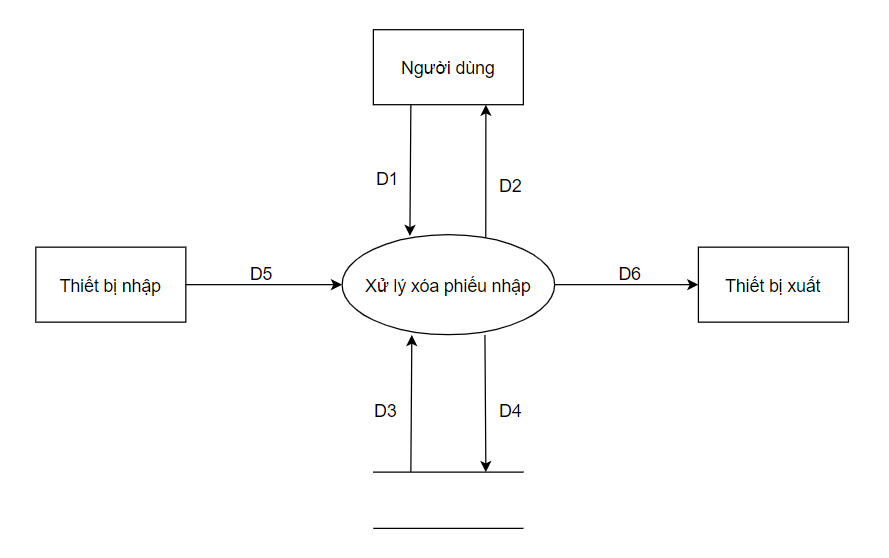 Người dùng
D1
D2
Thiết bị nhập
D5
Xử lý xóa phiếu nhập
D6
Thiết bị xuất
D3
D4